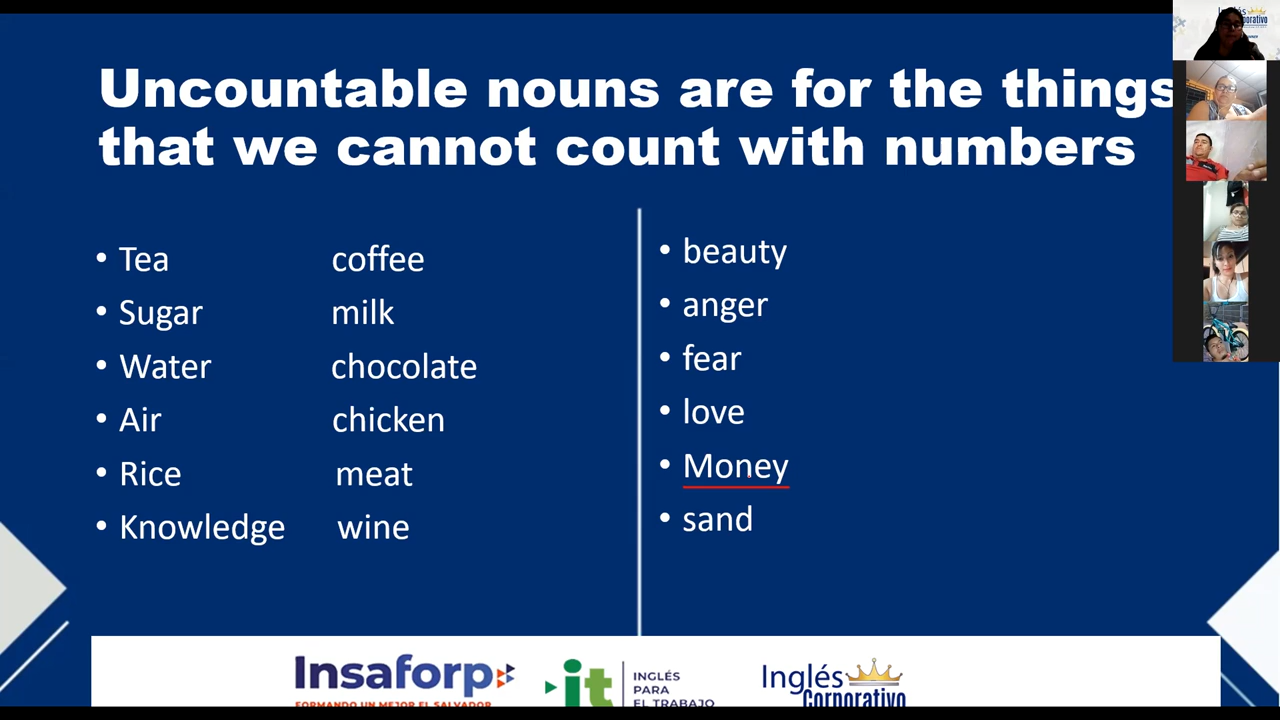 Uncountable nouns are for the things
that we cannot count with numbers
• Tea coffee
• Sugar milk
• Water chocolate
• Air chicken
• Rice meat
• Knowledge wine
• beauty
• anger
• fear
• love
• Money
• sand
Insaforp
FORMANDO UN MEJOR EL SALVADOR
it
INGLÉS
PARA
EL TRABAJO
Inglés
Corporativo